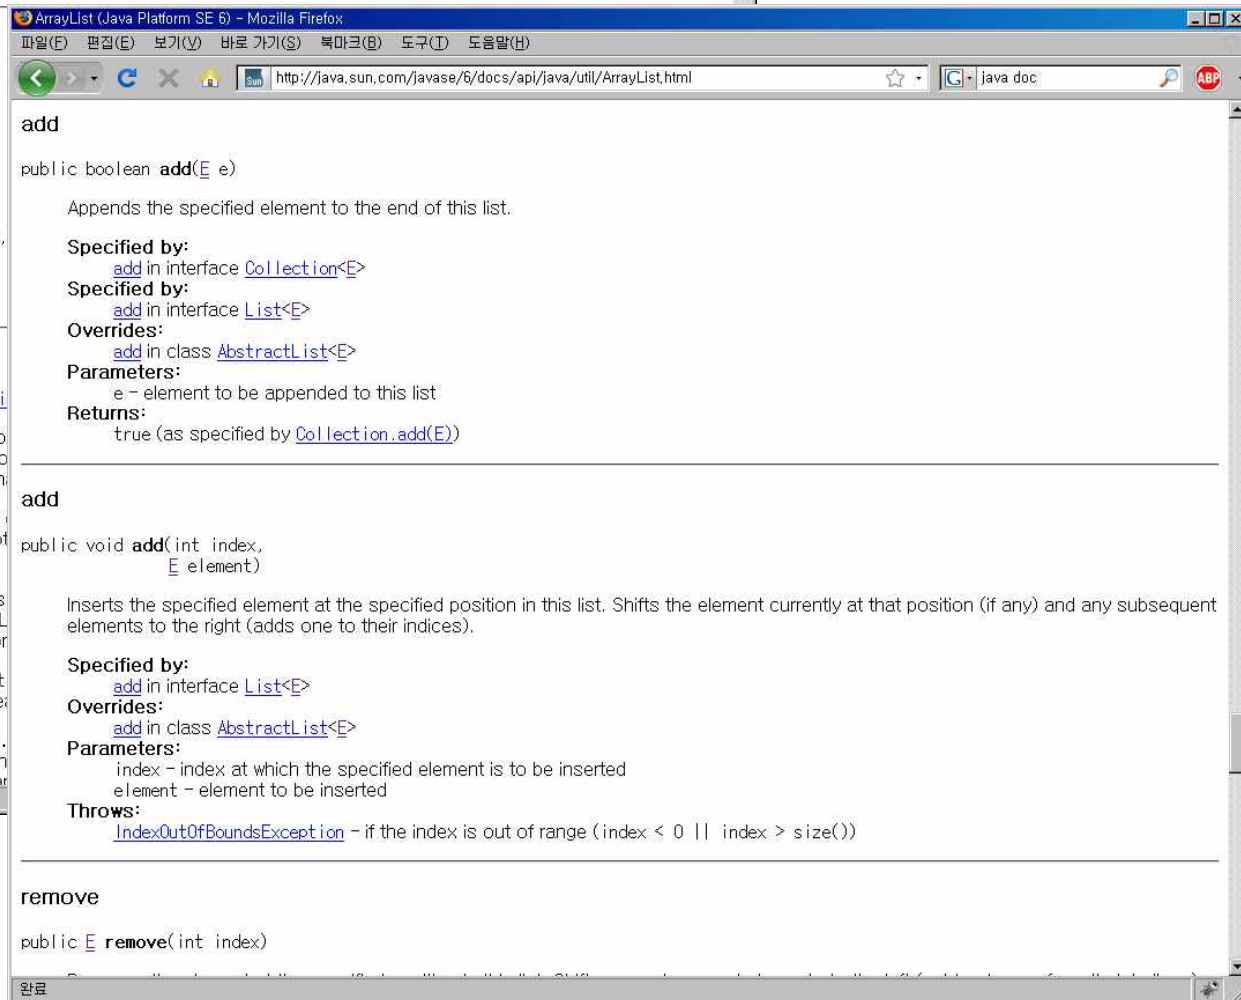 ArrayList (Java Platform SE 6) - Mozilla Firefox
파일(F) 편집(E) 보기(V) 바로 가기(S) 북마크(B) 도구(T) 도움말(H)
Sun http://java.sun.com/javase/6/docs/api/java/util/ArrayList.html G java doc ABP
add
public boolean add(E e)
Appends the specified element to the end of this list.
Specified by:
add in interface Collection<E>
Specified by:
add in interface List<E>
Overrides:
add in class AbstractList<E>
Parameters:
e - element to be appended to this list
Returns:
true (as specified by Collection.add(E))
add
public void add(int index,
E element)
Inserts the specified element at the specified position in this list. Shifts the element currently at that position (if any) and any subsequent
elements to the right (adds one to their indices).
Specified by:
add in interface List<E>
Overrides:
add in class AbstractList<E>
Parameters:
index - index at which the specified element is to be inserted
element - element to be inserted
Throws:
IndexOutOfBoundsException - if the index is out of range (index < 0 || index > size())
remove
public E remove(int index)
완료